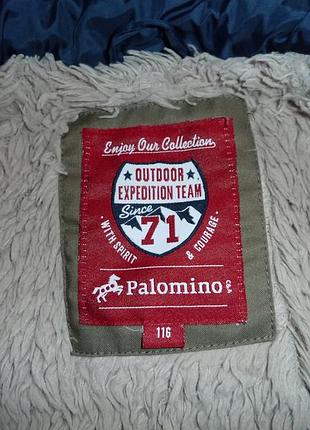 Enjoy Our Collection
OUTDOOR
EXPEDITION TEAM
Since
71
- WITH SPIRIT & COURAGE -
Palomino C&A
116